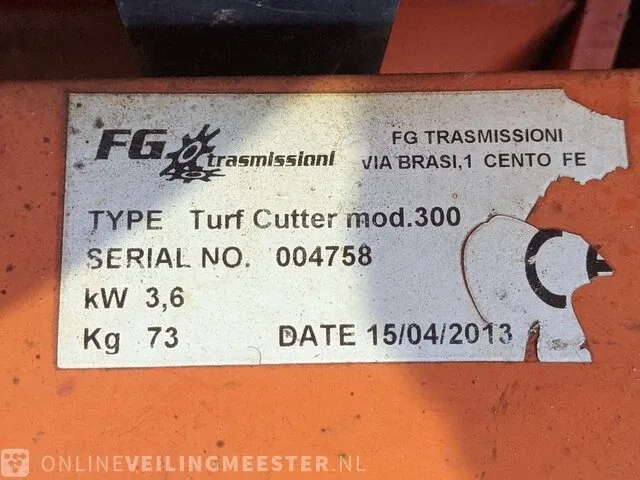 FG trasmissioni
FG TRASMISSIONI
VIA BRASI,1 CENTO FE
TYPE Turf Cutter mod.300
SERIAL NO. 004758
kW 3,6
Kg 73
DATE 15/04/2013
CE
ONLINEVEILINGMEESTER.NL